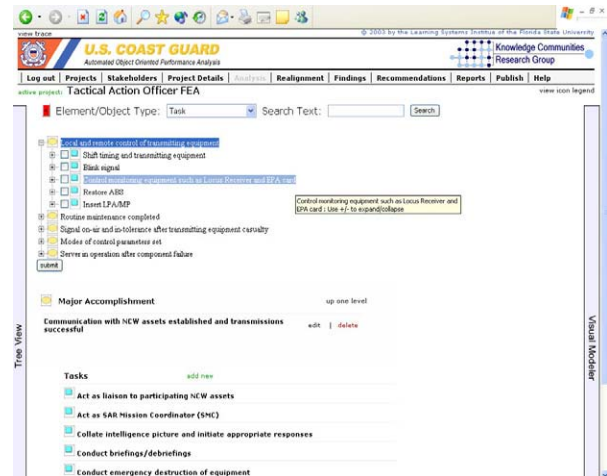 view trace
© 2003 by the Learning Systems Institute of the Florida State University
U.S. COAST GUARD
Automated Object Oriented Performance Analysis
Knowledge Communities
Research Group
Log out | Projects | Stakeholders | Project Details | Analysis | Realignment | Findings | Recommendations | Reports | Publish | Help
active project: Tactical Action Officer FEA
view icon legend
Element/Object Type: Task Search Text: Search
Local and remote control of transmitting equipment
Shift timing and transmitting equipment
Blink signal
Control monitoring equipment such as Locus Receiver and EPA card
Restore ABS
Insert LPA/MP
Control monitoring equipment such as Locus Receiver and
EPA card : Use +/- to expand/collapse
Routine maintenance completed
Signal on-air and in-tolerance after transmitting equipment casualty
Modes of control parameters set
Server in operation after component failure
submit
Major Accomplishment up one level
Communication with NCW assets established and transmissions
successful
edit | delete
Tree View
Visual Modeler
Tasks add new
Act as liaison to participating NCW assets
Act as SAR Mission Coordinator (SMC)
Collate intelligence picture and initiate appropriate responses
Conduct briefings/debriefings
Conduct emergency destruction of equipment